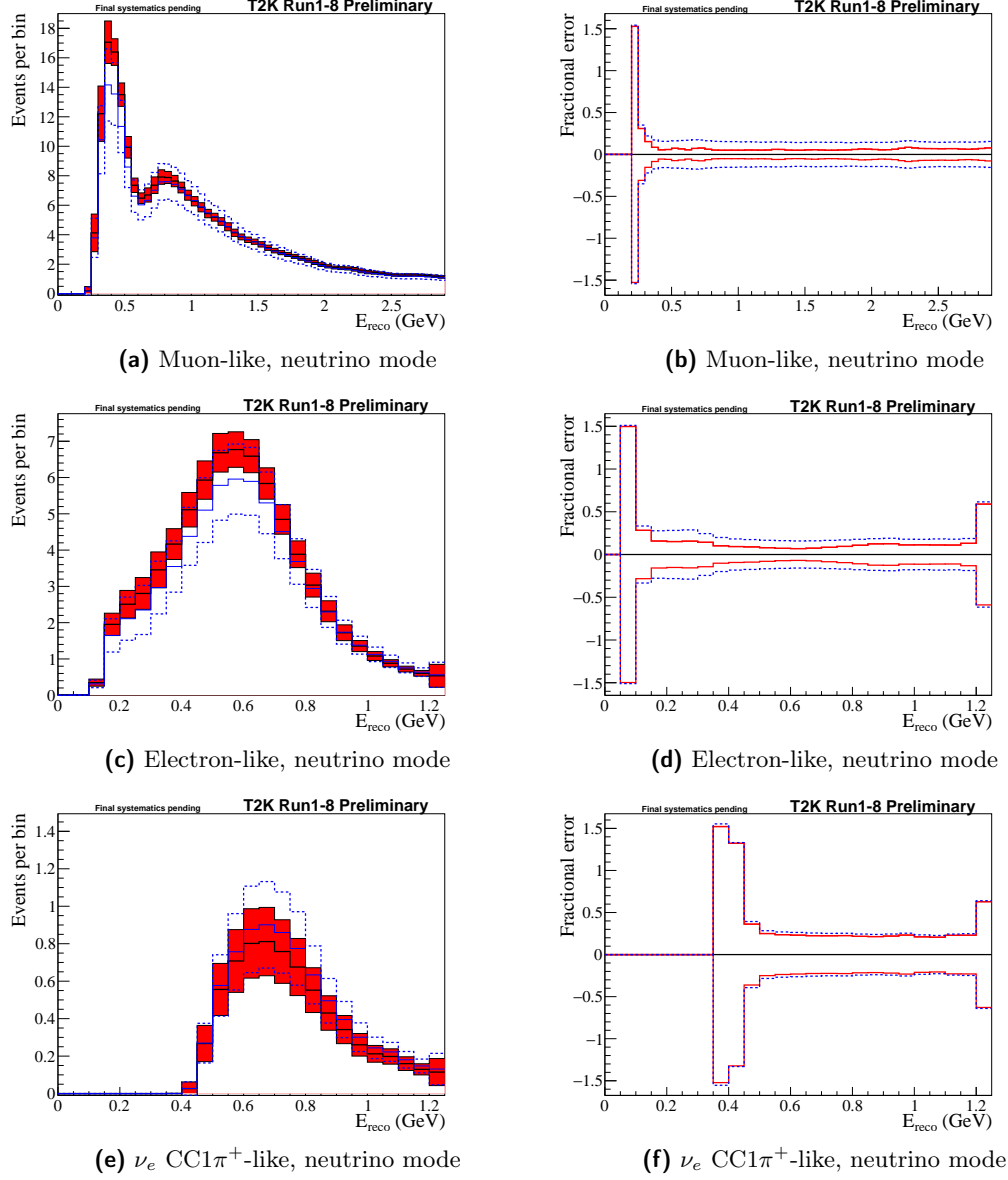 Final systematics pending T2K Run1-8 Preliminary
Events per bin
18
16
14
12
10
8
6
4
2
0
0 0.5 1 1.5 2 2.5
E_reco (GeV)
(a) Muon-like, neutrino mode
Final systematics pending T2K Run1-8 Preliminary
Fractional error
1.5
1
0.5
0
−0.5
−1
−1.5
0 0.5 1 1.5 2 2.5
E_reco (GeV)
(b) Muon-like, neutrino mode
Final systematics pending T2K Run1-8 Preliminary
Events per bin
7
6
5
4
3
2
1
0
0 0.2 0.4 0.6 0.8 1 1.2
E_reco (GeV)
(c) Electron-like, neutrino mode
Final systematics pending T2K Run1-8 Preliminary
Fractional error
1.5
1
0.5
0
−0.5
−1
−1.5
0 0.2 0.4 0.6 0.8 1 1.2
E_reco (GeV)
(d) Electron-like, neutrino mode
Final systematics pending T2K Run1-8 Preliminary
Events per bin
1.4
1.2
1
0.8
0.6
0.4
0.2
0
0 0.2 0.4 0.6 0.8 1 1.2
E_reco (GeV)
(e) ν_e CC1π⁺-like, neutrino mode
Final systematics pending T2K Run1-8 Preliminary
Fractional error
1.5
1
0.5
0
−0.5
−1
−1.5
0 0.2 0.4 0.6 0.8 1 1.2
E_reco (GeV)
(f) ν_e CC1π⁺-like, neutrino mode